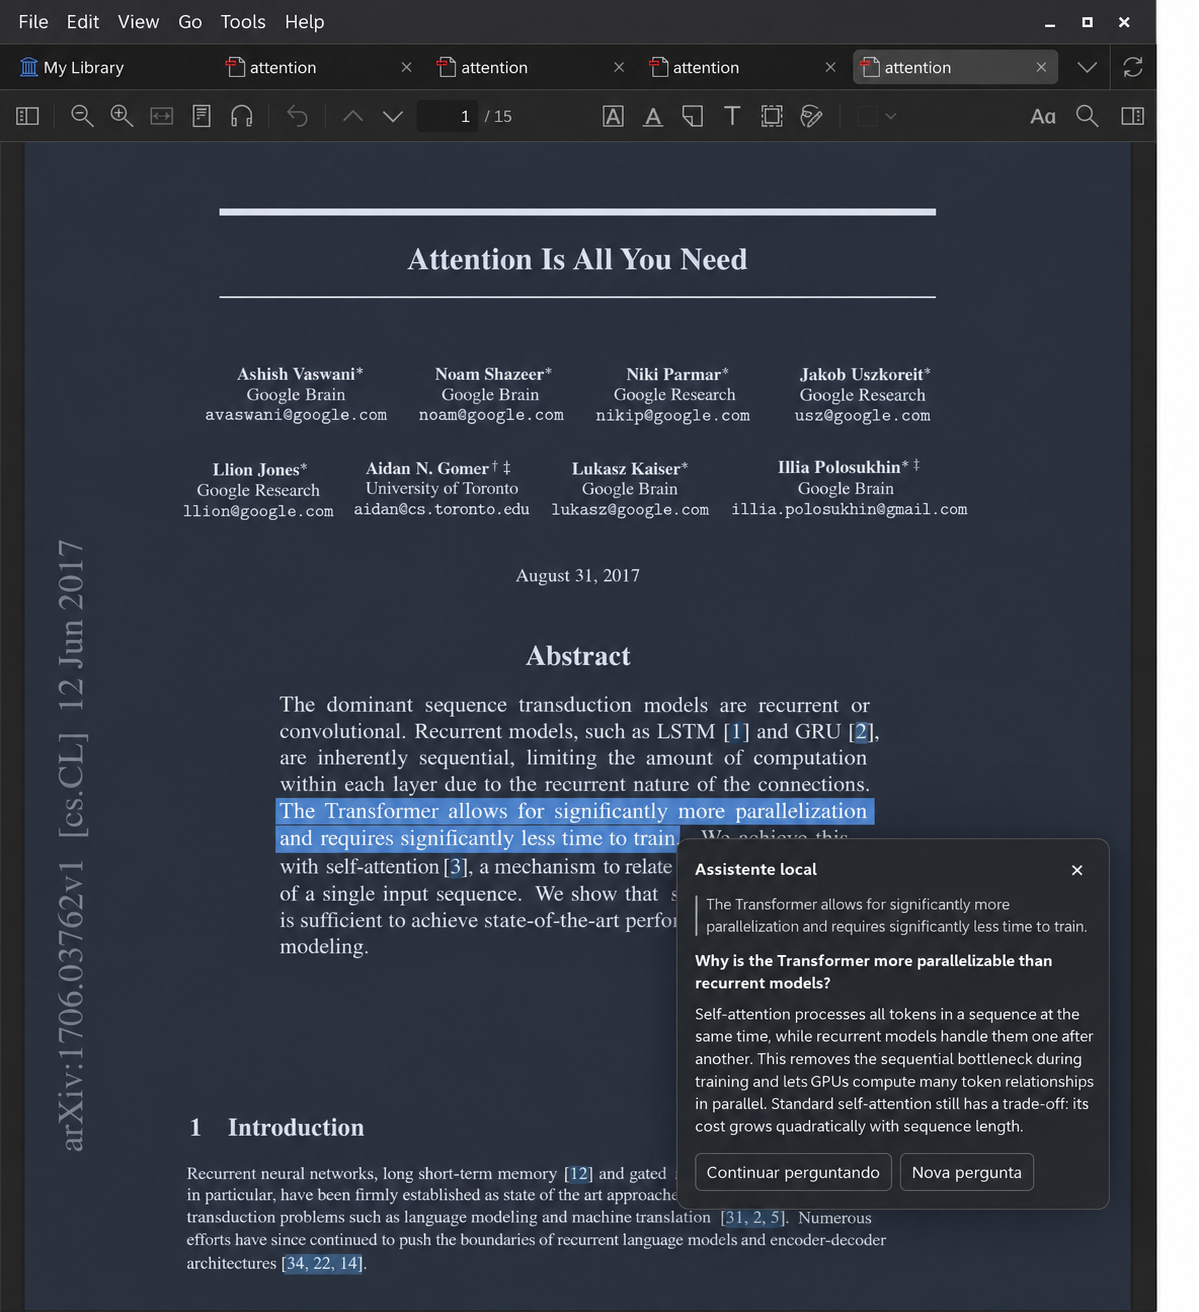 File Edit View Go Tools Help
My Library attention attention attention attention
1 / 15 A A T Aα
Attention Is All You Need
Ashish Vaswani* Noam Shazeer* Niki Parmar* Jakob Uszkoreit*
Google Brain Google Brain Google Research Google Research
avaswani@google.com noam@google.com nikip@google.com usz@google.com
Llion Jones* Aidan N. Gomer† ‡ Lukasz Kaiser* Illia Polosukhin* ‡
Google Research University of Toronto Google Brain Google Brain
llion@google.com aidan@cs.toronto.edu lukasz@google.com illia.polosukhin@gmail.com
August 31, 2017
arXiv:1706.03762v1 [cs.CL] 12 Jun 2017
Abstract
The dominant sequence transduction models are recurrent or
convolutional. Recurrent models, such as LSTM [1] and GRU [2],
are inherently sequential, limiting the amount of computation
within each layer due to the recurrent nature of the connections.
The Transformer allows for significantly more parallelization
and requires significantly less time to train. We achieve this
with self-attention [3], a mechanism to relate
of a single input sequence. We show that
is sufficient to achieve state-of-the-art
modeling.
Assistente local
The Transformer allows for significantly more
parallelization and requires significantly less time to train.
Why is the Transformer more parallelizable than
recurrent models?
Self-attention processes all tokens in a sequence at the
same time, while recurrent models handle them one after
another. This removes the sequential bottleneck during
training and lets GPUs compute many token relationships
in parallel. Standard self-attention still has a trade-off: its
cost grows quadratically with sequence length.
Continuar perguntando Nova pergunta
1 Introduction
Recurrent neural networks, long short-term memory [12] and gated
in particular, have been firmly established as state of the art
transduction problems such as language modeling and machine translation [31, 2, 5]. Numerous
efforts have since continued to push the boundaries of recurrent language models and encoder-decoder
architectures [34, 22, 14].